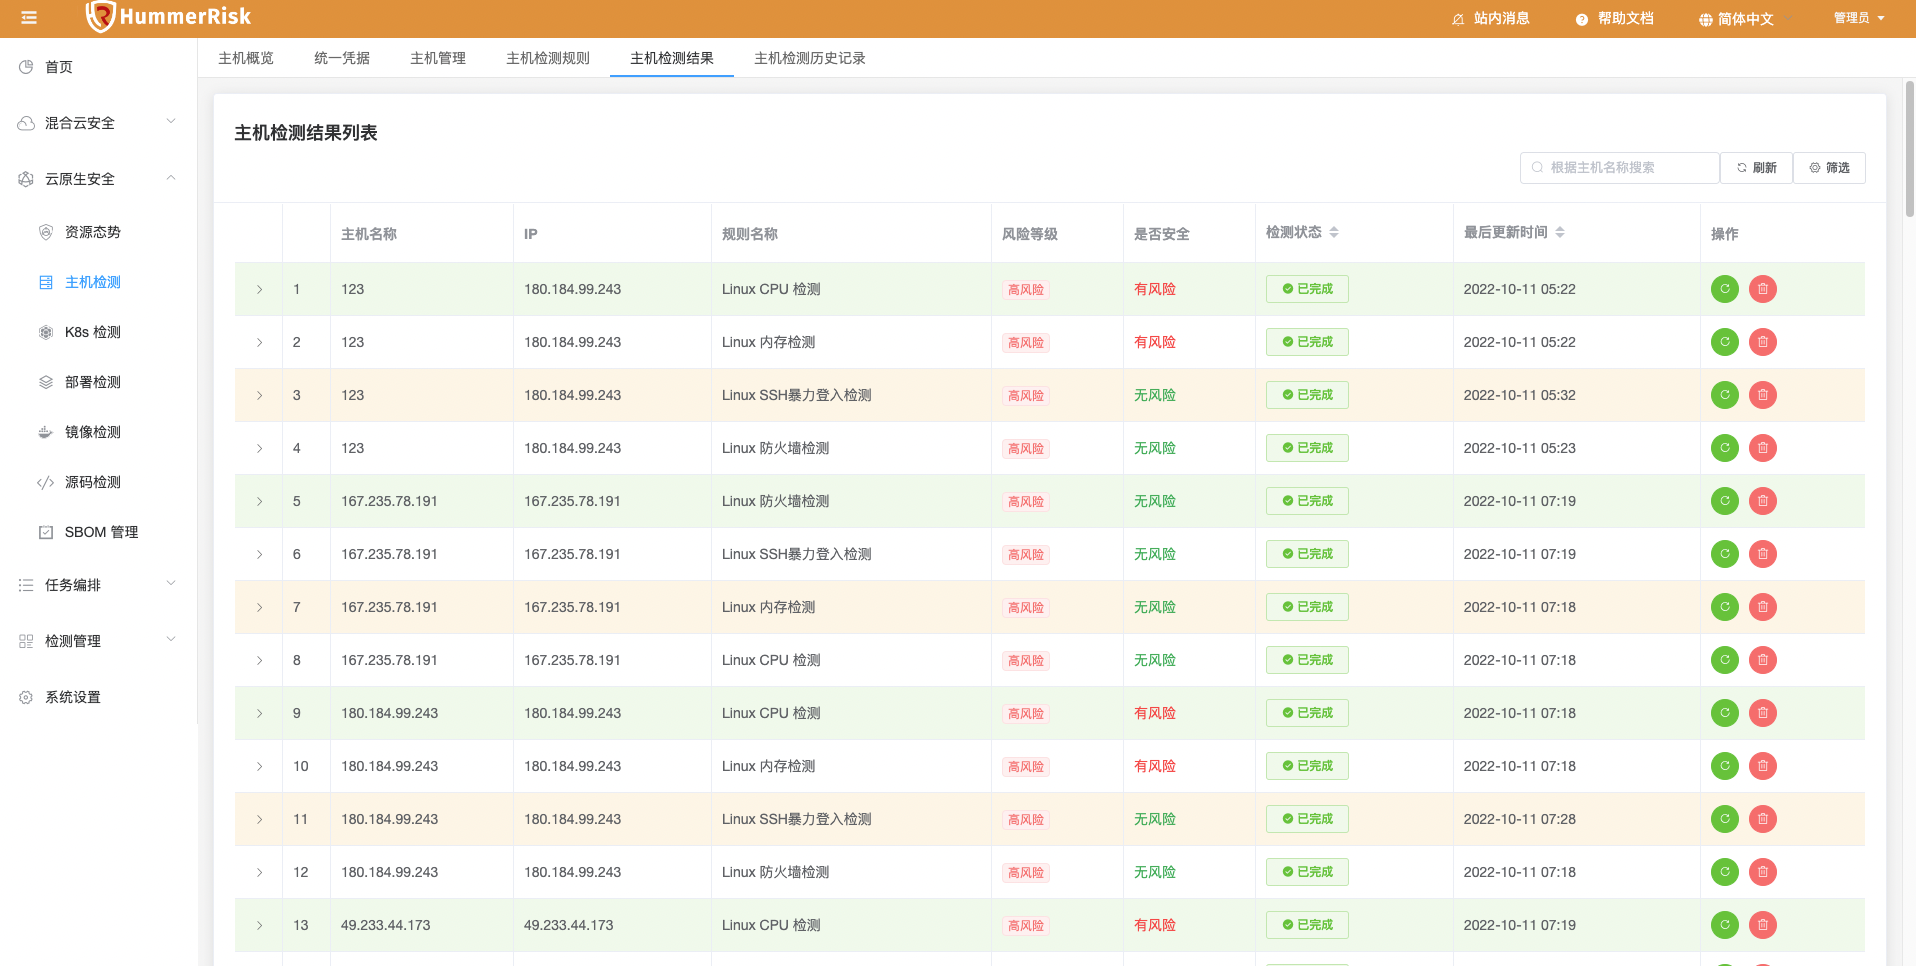 HummerRisk
站内消息 帮助文档 简体中文 管理员
首页
混合云安全
云原生安全
资源态势
主机检测
K8s 检测
部署检测
镜像检测
源码检测
SBOM 管理
任务编排
检测管理
系统设置
主机概览 统一凭据 主机管理 主机检测规则 主机检测结果 主机检测历史记录
主机检测结果列表
根据主机名称搜索 刷新 筛选
主机名称 IP 规则名称 风险等级 是否安全 检测状态 最后更新时间 操作
1 123 180.184.99.243 Linux CPU 检测 高风险 有风险 已完成 2022-10-11 05:22
2 123 180.184.99.243 Linux 内存检测 高风险 有风险 已完成 2022-10-11 05:22
3 123 180.184.99.243 Linux SSH暴力登入检测 高风险 无风险 已完成 2022-10-11 05:32
4 123 180.184.99.243 Linux 防火墙检测 高风险 无风险 已完成 2022-10-11 05:23
5 167.235.78.191 167.235.78.191 Linux 防火墙检测 高风险 无风险 已完成 2022-10-11 07:19
6 167.235.78.191 167.235.78.191 Linux SSH暴力登入检测 高风险 无风险 已完成 2022-10-11 07:19
7 167.235.78.191 167.235.78.191 Linux 内存检测 高风险 无风险 已完成 2022-10-11 07:18
8 167.235.78.191 167.235.78.191 Linux CPU 检测 高风险 无风险 已完成 2022-10-11 07:18
9 180.184.99.243 180.184.99.243 Linux CPU 检测 高风险 有风险 已完成 2022-10-11 07:18
10 180.184.99.243 180.184.99.243 Linux 内存检测 高风险 有风险 已完成 2022-10-11 07:18
11 180.184.99.243 180.184.99.243 Linux SSH暴力登入检测 高风险 无风险 已完成 2022-10-11 07:28
12 180.184.99.243 180.184.99.243 Linux 防火墙检测 高风险 无风险 已完成 2022-10-11 07:18
13 49.233.44.173 49.233.44.173 Linux CPU 检测 高风险 有风险 已完成 2022-10-11 07:19